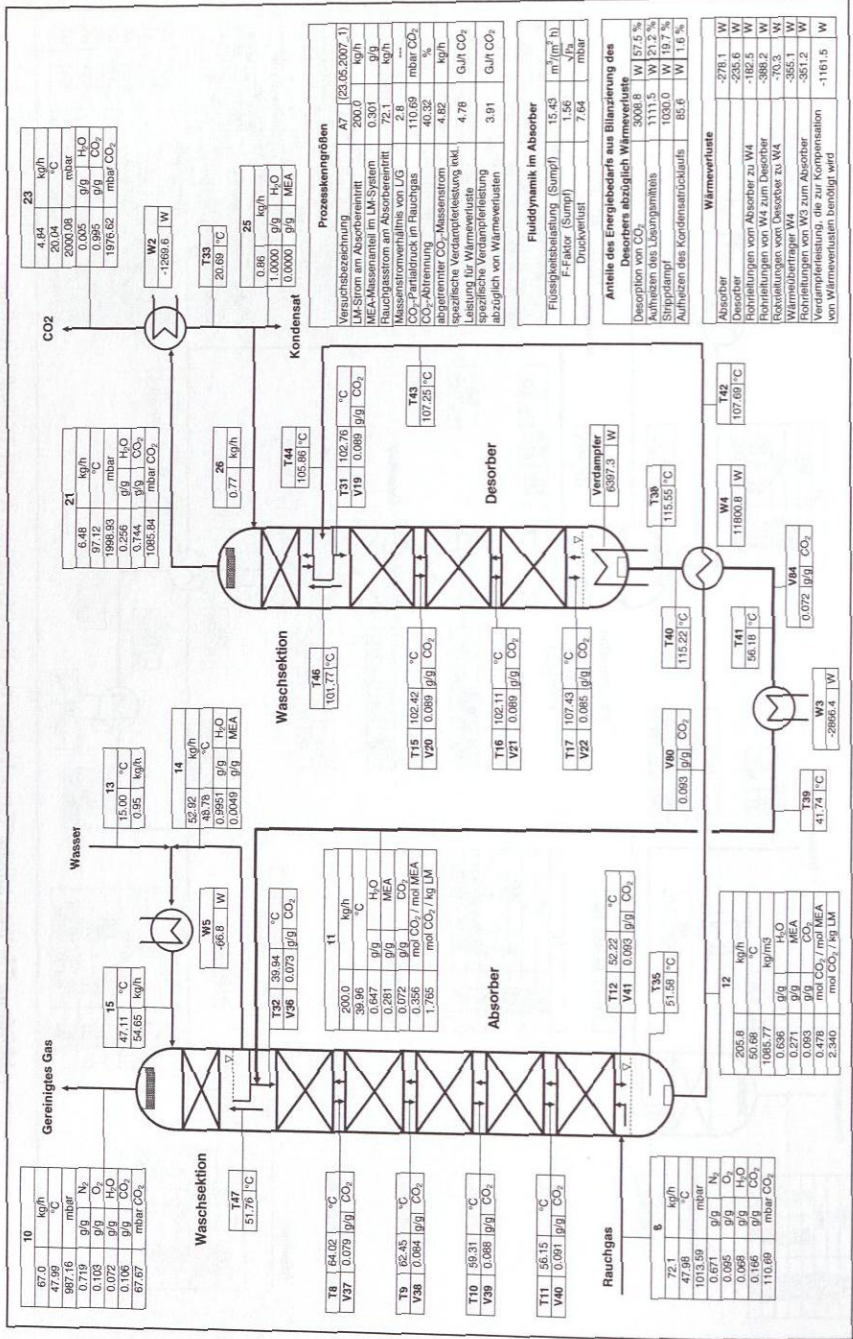 10
67.0 kg/h
47.99 °C
987.16 mbar
0.719 g/g N₂
0.103 g/g O₂
0.072 g/g H₂O
0.106 g/g CO₂
67.67 mbar CO₂
Gereinigtes Gas
Waschsektion
T47
51.76 °C
15
47.11 °C
54.65 kg/h
W5
-66.8 W
Wasser
13
15.00 °C
0.95 kg/h
14
52.92 kg/h
48.78 °C
0.9951 g/g H₂O
0.0049 g/g MEA
T32 39.94 °C
V36 0.073 g/g CO₂
11
200.0 kg/h
39.96 °C
0.647 g/g H₂O
0.281 g/g MEA
0.072 g/g CO₂
0.356 mol CO₂ / mol MEA
1.765 mol CO₂ / kg LM
Absorber
T8 64.02 °C
V37 0.079 g/g CO₂
T9 62.45 °C
V38 0.084 g/g CO₂
T10 59.31 °C
V39 0.088 g/g CO₂
T11 56.15 °C
V40 0.091 g/g CO₂
T12 52.22 °C
V41 0.093 g/g CO₂
T35
51.58 °C
Rauchgas
6
72.1 kg/h
47.98 °C
1013.59 mbar
0.671 g/g N₂
0.095 g/g O₂
0.068 g/g H₂O
0.166 g/g CO₂
110.69 mbar CO₂
12
205.8 kg/h
50.68 °C
1085.77 kg/m3
0.636 g/g H₂O
0.271 g/g MEA
0.093 g/g CO₂
0.478 mol CO₂ / mol MEA
2.340 mol CO₂ / kg LM
21
6.48 kg/h
97.12 °C
1998.93 mbar
0.256 g/g H₂O
0.744 g/g CO₂
1085.84 mbar CO₂
CO2
23
4.84 kg/h
20.04 °C
2000.08 mbar
0.005 g/g H₂O
0.995 g/g CO₂
1976.62 mbar CO₂
W2
-1269.6 W
T33
20.69 °C
25
0.86 kg/h
1.0000 g/g H₂O
0.0000 g/g MEA
Kondensat
26
0.77 kg/h
Waschsektion
T46
101.77 °C
T44
105.86 °C
T31 102.76 °C
V19 0.089 g/g CO₂
T43
107.25 °C
Desorber
T15 102.42 °C
V20 0.089 g/g CO₂
T16 102.11 °C
V21 0.089 g/g CO₂
T17 107.43 °C
V22 0.085 g/g CO₂
Verdampfer
6397.3 W
T38
115.55 °C
T40
115.22 °C
W4
11800.8 W
T42
107.69 °C
V80
0.093 g/g CO₂
T41
56.18 °C
V84
0.072 g/g CO₂
W3
-2866.4 W
T39
41.74 °C
Prozesskenngrößen
Versuchsbezeichnung A7 (23.05.2007_1)
LM-Strom am Absorbereintritt 200.0 kg/h
MEA-Massenanteil im LM-System 0.301 g/g
Rauchgasstrom am Absorbereintritt 72.1 kg/h
Massenstromverhältnis von L/G 2.8 ---
CO₂-Partialdruck im Rauchgas 110.69 mbar CO₂
CO₂-Abtrennung 40.32 %
abgetrennter CO₂-Massenstrom 4.82 kg/h
spezifische Verdampferleistung inkl.
Leistung für Wärmeverluste 4.78 GJ/t CO2
spezifische Verdampferleistung
abzüglich von Wärmeverlusten 3.91 GJ/t CO2
Fluiddynamik im Absorber
Flüssigkeitsbelastung (Sumpf) 15.43 m³/(m² h)
F-Faktor (Sumpf) 1.56 √Pa
Druckverlust 7.64 mbar
Anteile des Energiebedarfs aus Bilanzierung des
Desorbers abzüglich Wärmeverluste
Desorption von CO₂ 3008.8 W 57.5 %
Aufheizen des Lösungsmittels 1111.5 W 21.2 %
Strippdampf 1030.0 W 19.7 %
Aufheizen des Kondensatrücklaufs 85.6 W 1.6 %
Wärmeverluste
Absorber -278.1 W
Desorber -235.6 W
Rohrleitungen vom Absorber zu W4 -182.5 W
Rohrleitungen von W4 zum Desorber -388.2 W
Rohrleitungen vom Desorber zu W4 -70.3 W
Wärmeübertrager W4 -355.1 W
Rohrleitungen von W3 zum Absorber -351.2 W
Verdampferleistung, die zur Kompensation
von Wärmeverlusten benötigt wird -1161.5 W